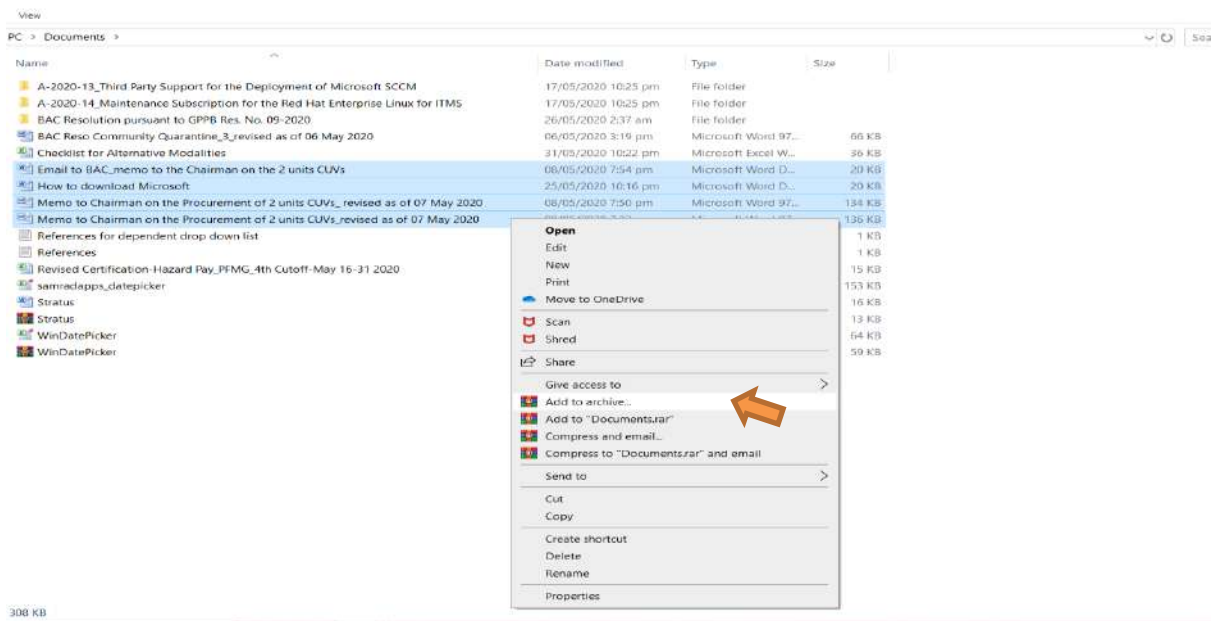 View
PC > Documents >
Sea
Name Date modified Type Size
A-2020-13_Third Party Support for the Deployment of Microsoft SCCM 17/05/2020 10:25 pm File folder
A-2020-14_Maintenance Subscription for the Red Hat Enterprise Linux for ITMS 17/05/2020 10:25 pm File folder
BAC Resolution pursuant to GPPB Res. No. 09-2020 26/05/2020 2:37 am File folder
BAC Reso Community Quarantine_3_revised as of 06 May 2020 06/05/2020 3:19 pm Microsoft Word 97... 66 KB
Checklist for Alternative Modalities 31/05/2020 10:22 pm Microsoft Excel W... 36 KB
Email to BAC_memo to the Chairman on the 2 units CUVs 08/05/2020 7:54 pm Microsoft Word D... 20 KB
How to download Microsoft 25/05/2020 10:16 pm Microsoft Word D... 20 KB
Memo to Chairman on the Procurement of 2 units CUVs_ revised as of 07 May 2020 08/05/2020 7:50 pm Microsoft Word 97... 134 KB
Memo to Chairman on the Procurement of 2 units CUVs_revised as of 07 May 2020 136 KB
References for dependent drop down list 1 KB
References 1 KB
Revised Certification-Hazard Pay_PFMG_4th Cutoff-May 16-31 2020 15 KB
samradapps_datepicker 153 KB
Stratus 16 KB
Stratus 13 KB
WinDatePicker 64 KB
WinDatePicker 59 KB
Open
Edit
New
Print
Move to OneDrive
Scan
Shred
Share
Give access to >
Add to archive...
Add to "Documents.rar"
Compress and email...
Compress to "Documents.rar" and email
Send to >
Cut
Copy
Create shortcut
Delete
Rename
Properties
308 KB